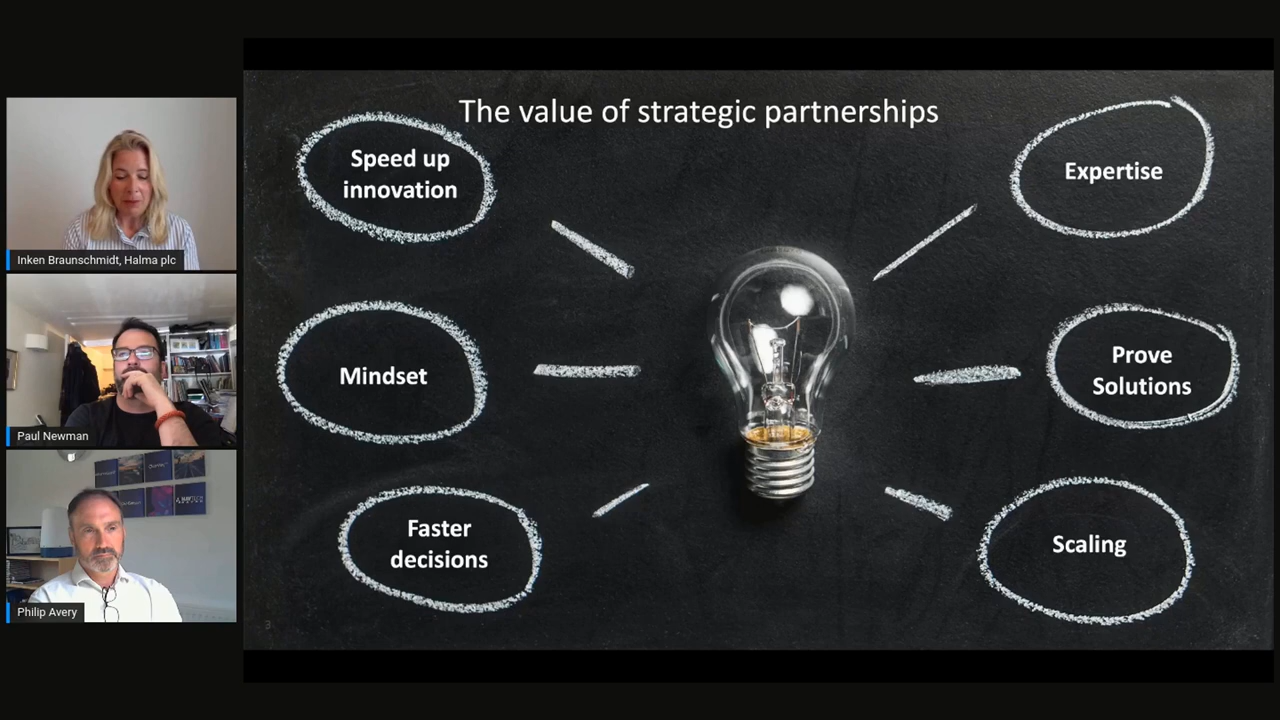 The value of strategic partnerships
Speed up
innovation
Expertise
Mindset
Prove
Solutions
Faster
decisions
Scaling
3
Inken Braunschmidt, Halma plc
Paul Newman
Philip Avery